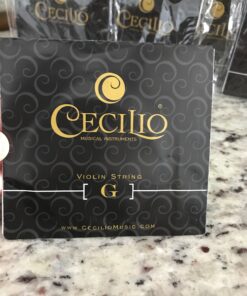 CECILIO®
MUSICAL INSTRUMENTS
VIOLIN STRING
[ G ]
WWW.CECILIOMUSIC.COM